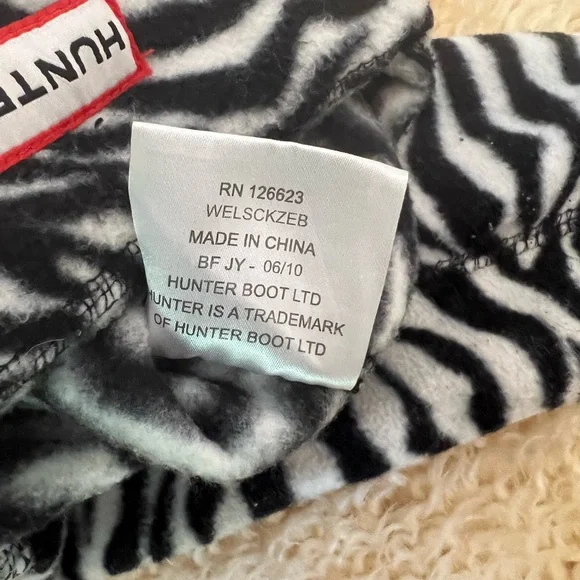 RN 126623
WELSCKZEB
MADE IN CHINA
BF JY - 06/10
HUNTER BOOT LTD
HUNTER IS A TRADEMARK
OF HUNTER BOOT LTD